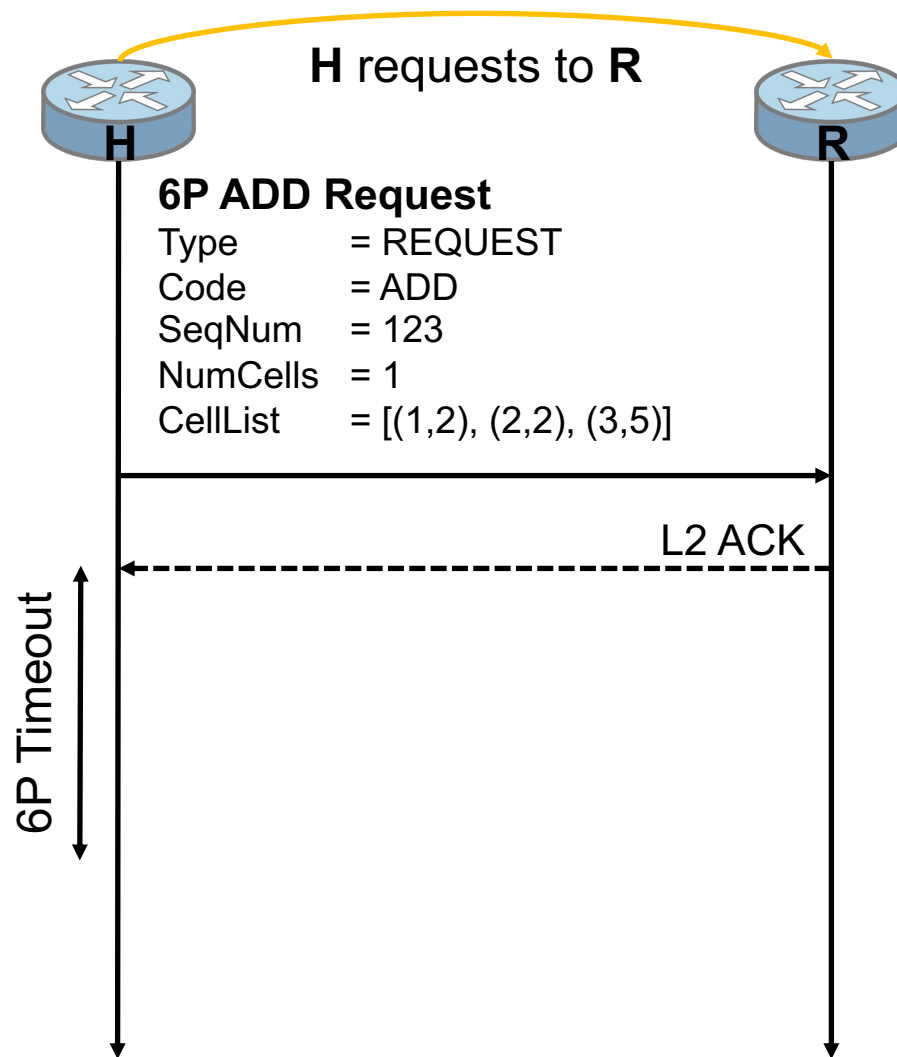 H requests to R
H
R
6P ADD Request
Type = REQUEST
Code = ADD
SeqNum = 123
NumCells = 1
CellList = [(1,2), (2,2), (3,5)]
L2 ACK
6P Timeout